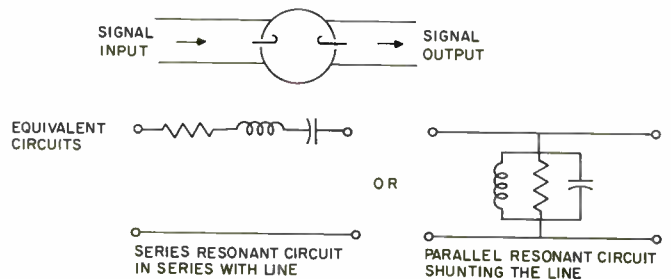 SIGNAL
INPUT
SIGNAL
OUTPUT
EQUIVALENT
CIRCUITS
OR
SERIES RESONANT CIRCUIT
IN SERIES WITH LINE
PARALLEL RESONANT CIRCUIT
SHUNTING THE LINE